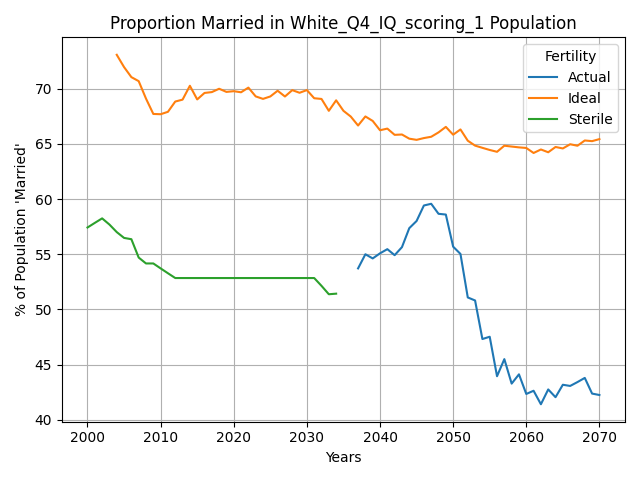 Proportion Married in White_Q4_IQ_scoring_1 Population
Fertility
Actual
Ideal
Sterile
% of Population 'Married'
70
65
60
55
50
45
40
2000 2010 2020 2030 2040 2050 2060 2070
Years